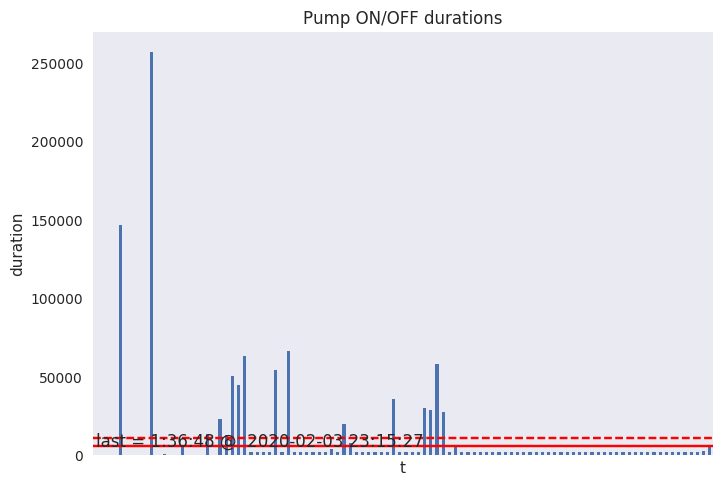 Pump ON/OFF durations
250000
200000
150000
100000
50000
0
duration
last = 1:36:48 @ 2020-02-03 23:15:27
t